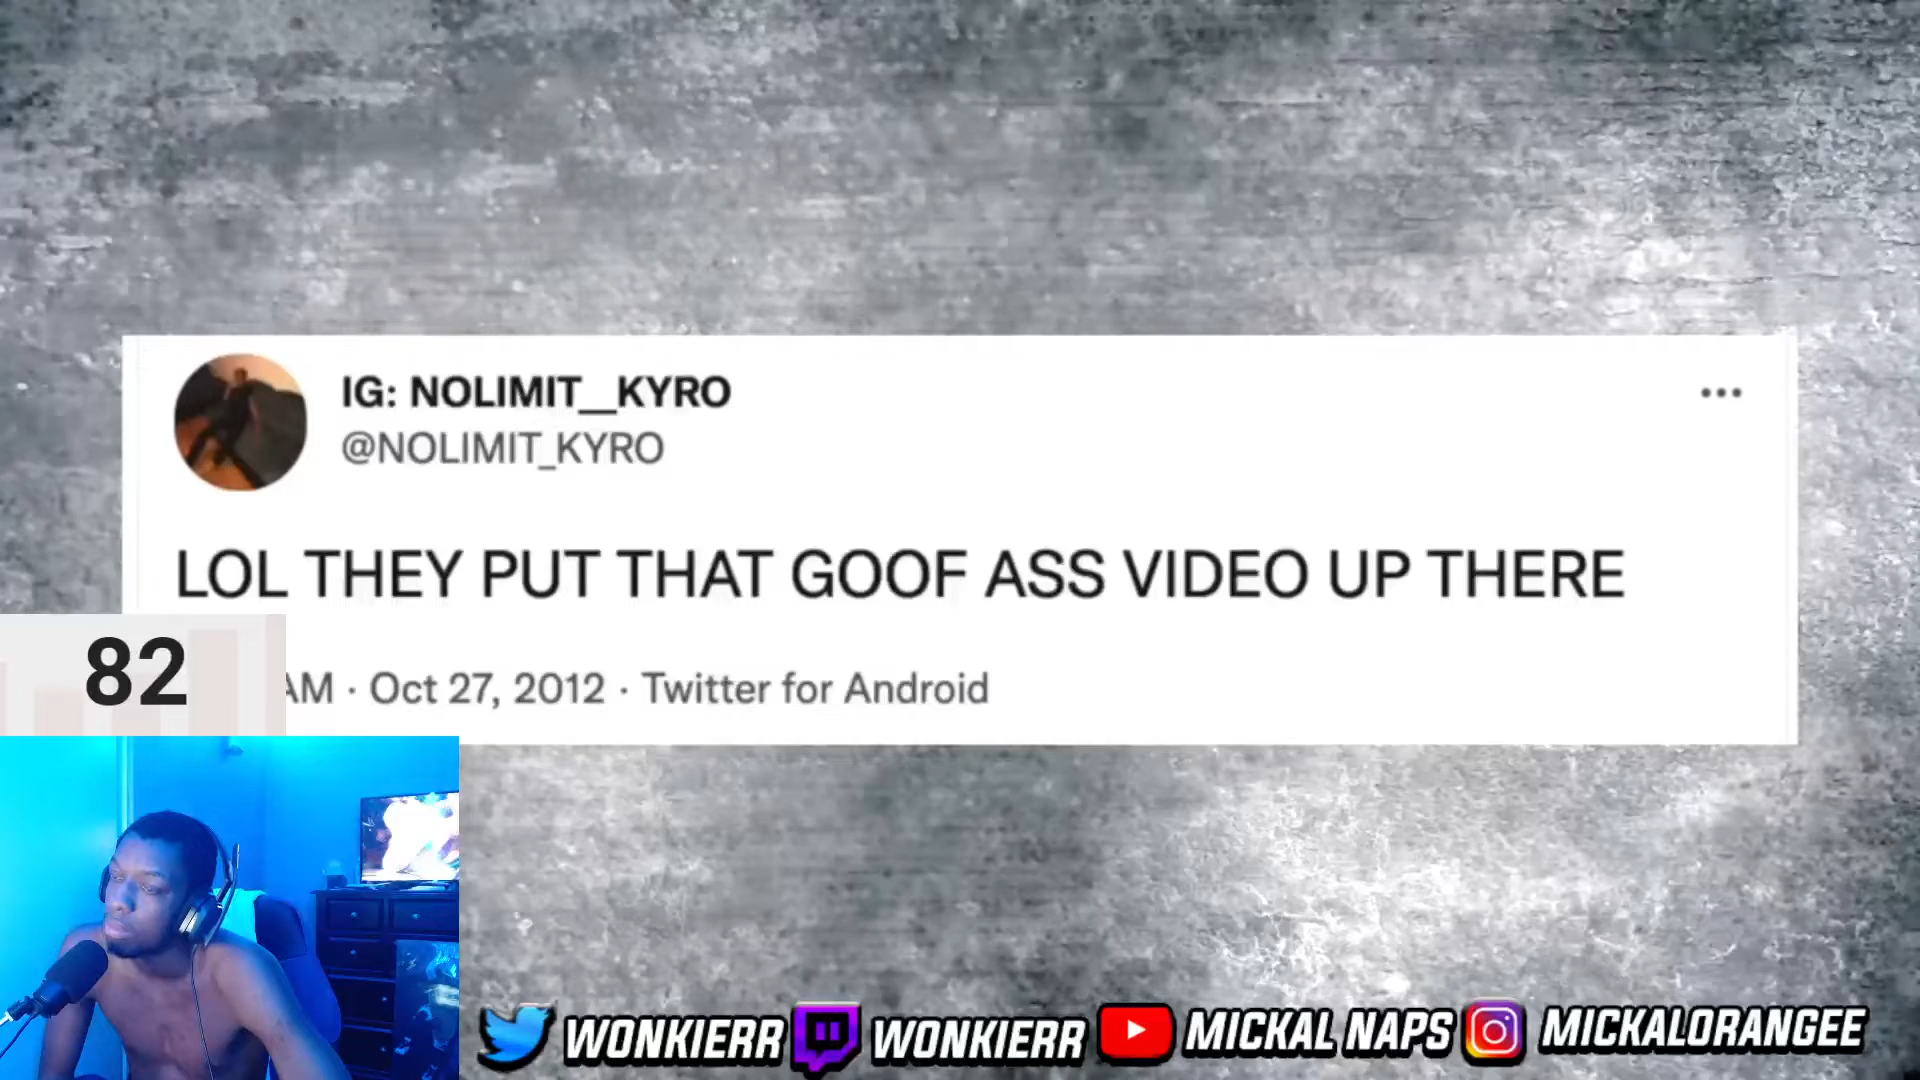 IG: NOLIMIT__KYRO
@NOLIMIT_KYRO
LOL THEY PUT THAT GOOF ASS VIDEO UP THERE
82
AM · Oct 27, 2012 · Twitter for Android
WONKIERR WONKIERR MICKAL NAPS MICKALORANGEE